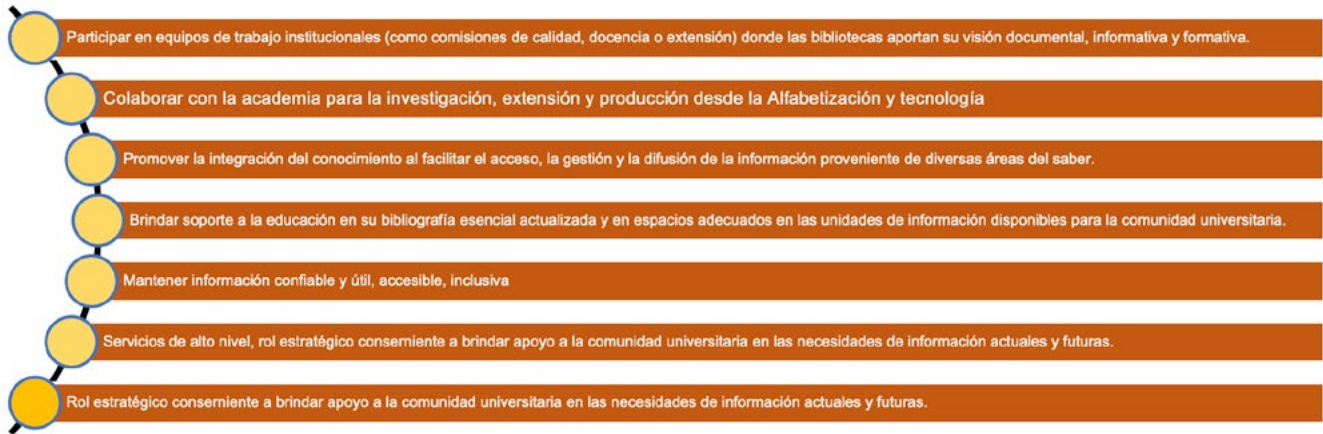 Participar en equipos de trabajo institucionales (como comisiones de calidad, docencia o extensión) donde las bibliotecas aportan su visión documental, informativa y formativa.
Colaborar con la academia para la investigación, extensión y producción desde la Alfabetización y tecnología
Promover la integración del conocimiento al facilitar el acceso, la gestión y la difusión de la información proveniente de diversas áreas del saber.
Brindar soporte a la educación en su bibliografía esencial actualizada y en espacios adecuados en las unidades de información disponibles para la comunidad universitaria.
Mantener información confiable y útil, accesible, inclusiva
Servicios de alto nivel, rol estratégico conserniente a brindar apoyo a la comunidad universitaria en las necesidades de información actuales y futuras.
Rol estratégico conserniente a brindar apoyo a la comunidad universitaria en las necesidades de información actuales y futuras.